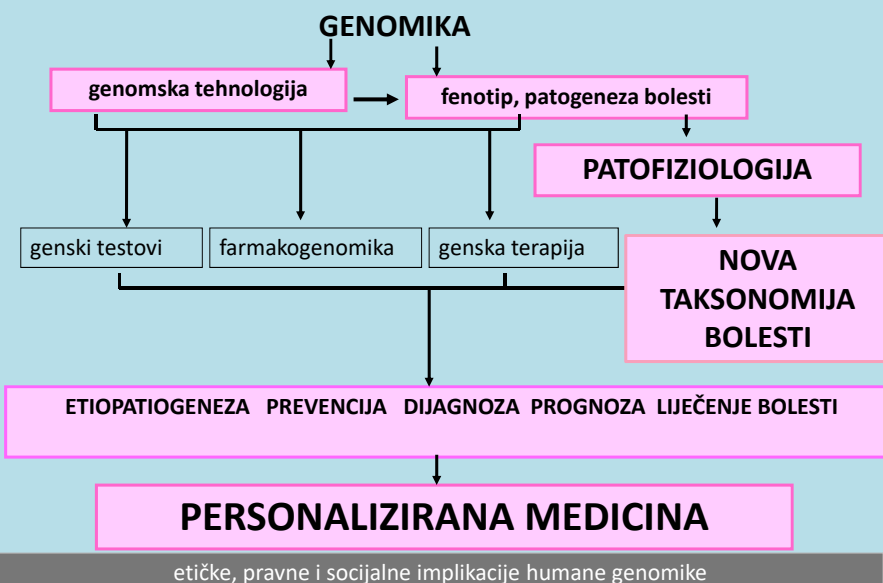 GENOMIKA
genomska tehnologija
fenotip, patogeneza bolesti
PATOFIZIOLOGIJA
genski testovi
farmakogenomika
genska terapija
NOVA
TAKSONOMIJA
BOLESTI
ETIOPATIOGENEZA PREVENCIJA DIJAGNOZA PROGNOZA LIJEČENJE BOLESTI
PERSONALIZIRANA MEDICINA
etičke, pravne i socijalne implikacije humane genomike